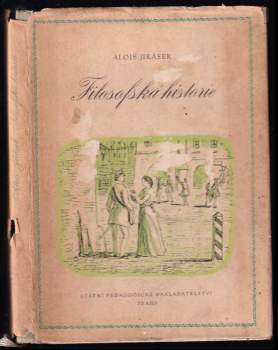 ALOIS JIRÁSEK
Filosofská historie
STÁTNÍ PEDAGOGICKÉ NAKLADATELSTVÍ
PRAHA